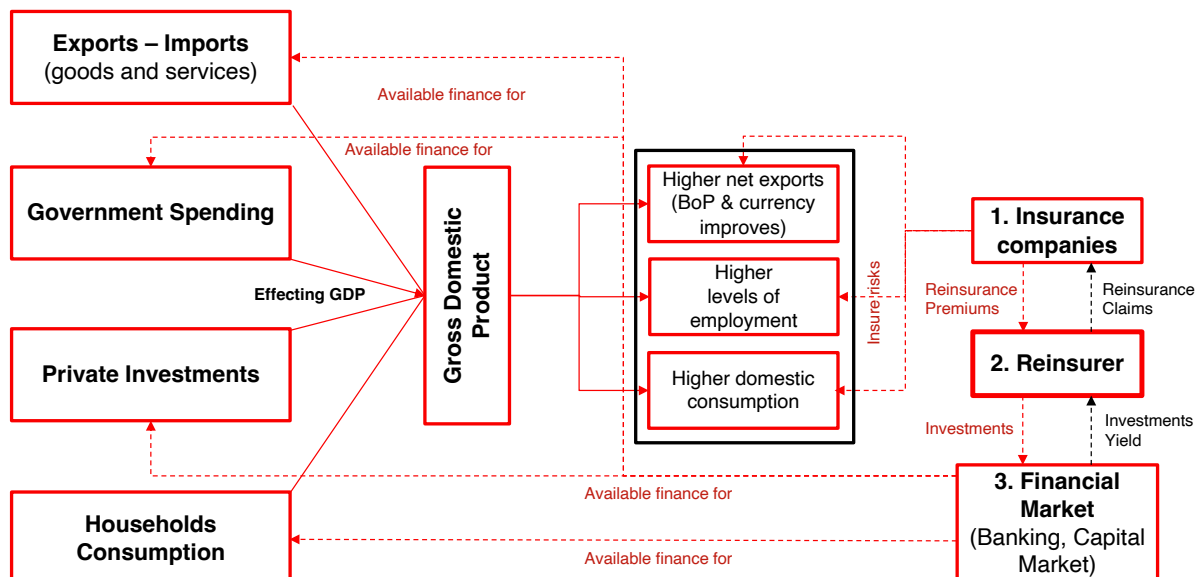 Exports – Imports
(goods and services)
Available finance for
Available finance for
Government Spending
Effecting GDP
Private Investments
Households
Consumption
Gross Domestic
Product
Higher net exports
(BoP & currency
improves)
Higher
levels of
employment
Higher domestic
consumption
Insure risks
1. Insurance
companies
Reinsurance
Premiums
Reinsurance
Claims
2. Reinsurer
Investments
Investments
Yield
3. Financial
Market
(Banking, Capital
Market)
Available finance for
Available finance for